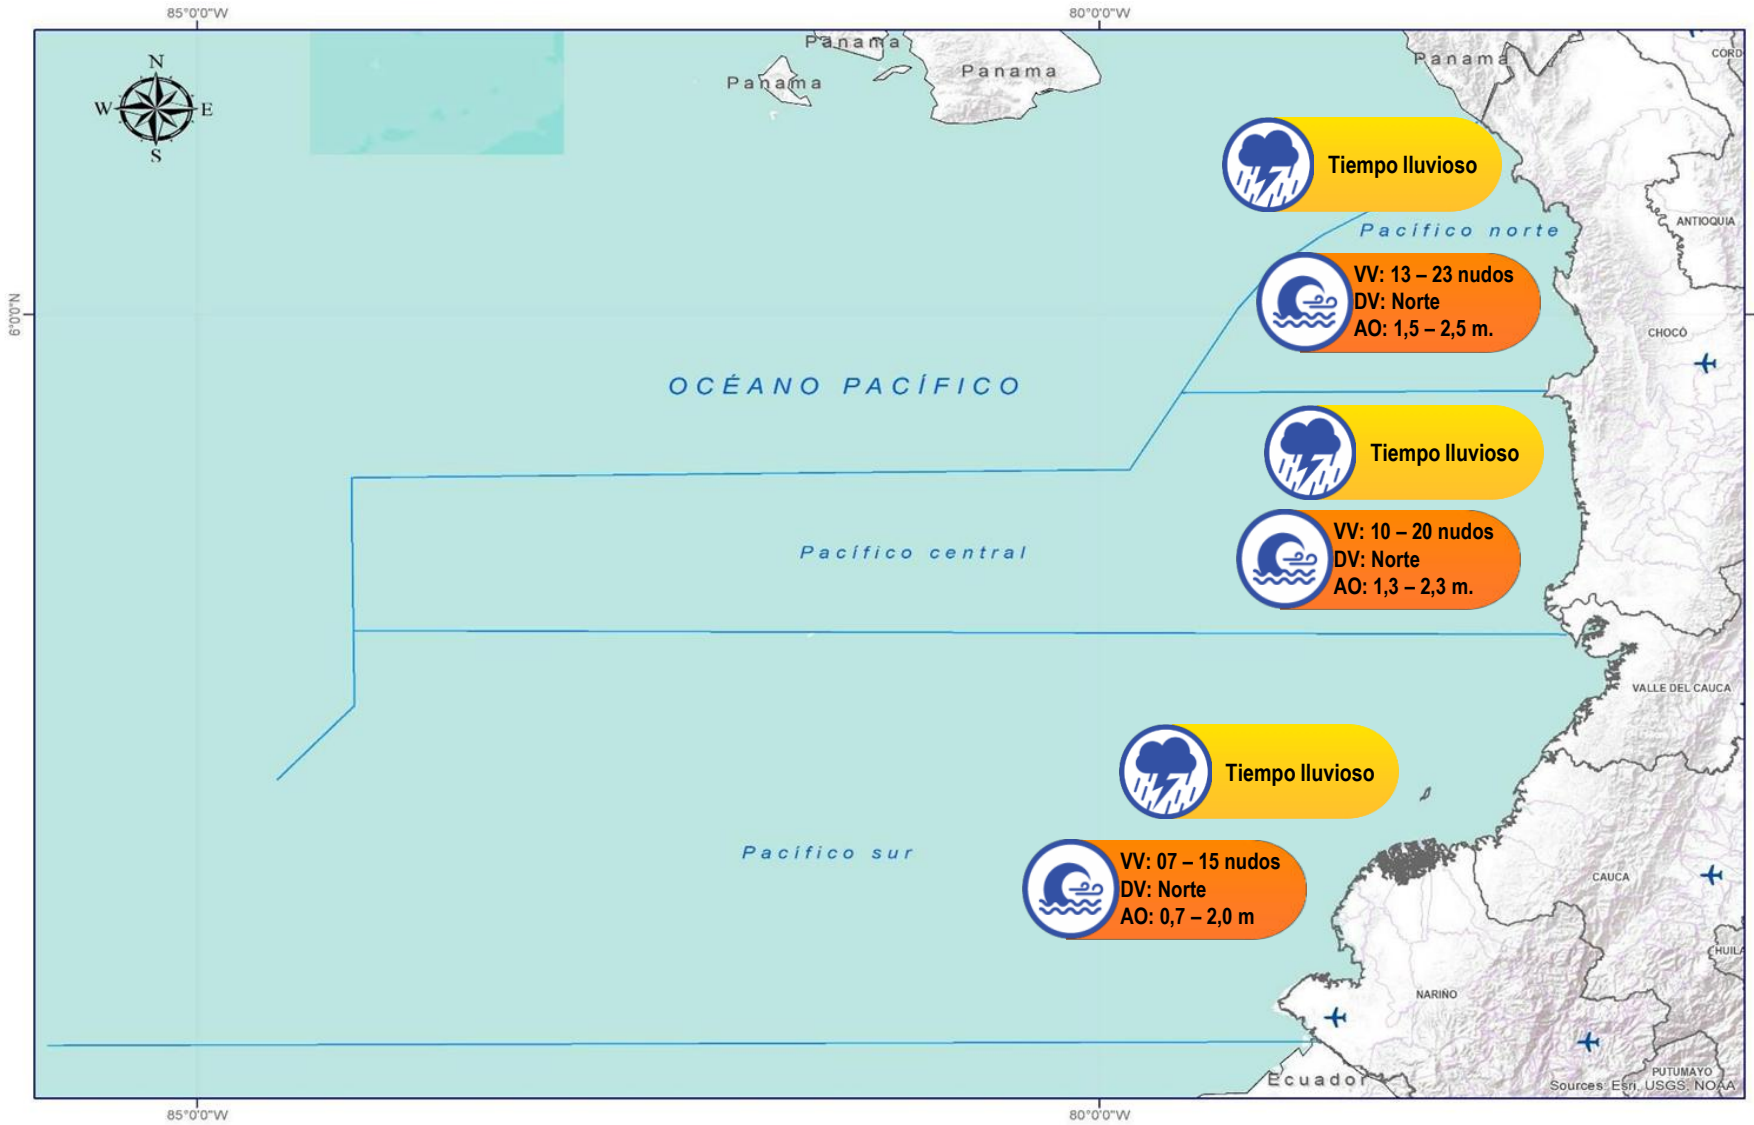 85°0'0"W
80°0'0"W
Panama
Panama
Panama
Panama
N
W
E
S
Tiempo lluvioso
ANTIOQUIA
Pacífico norte
VV: 13 – 23 nudos
DV: Norte
AO: 1,5 – 2,5 m.
6°0'0"N
CHOCÓ
OCÉANO PACÍFICO
Tiempo lluvioso
VV: 10 – 20 nudos
DV: Norte
AO: 1,3 – 2,3 m.
Pacífico central
VALLE DEL CAUCA
Tiempo lluvioso
Pacífico sur
VV: 07 – 15 nudos
DV: Norte
AO: 0,7 – 2,0 m
CAUCA
HUILA
NARIÑO
Ecuador
PUTUMAYO
Sources: Esri, USGS, NOAA
85°0'0"W
80°0'0"W